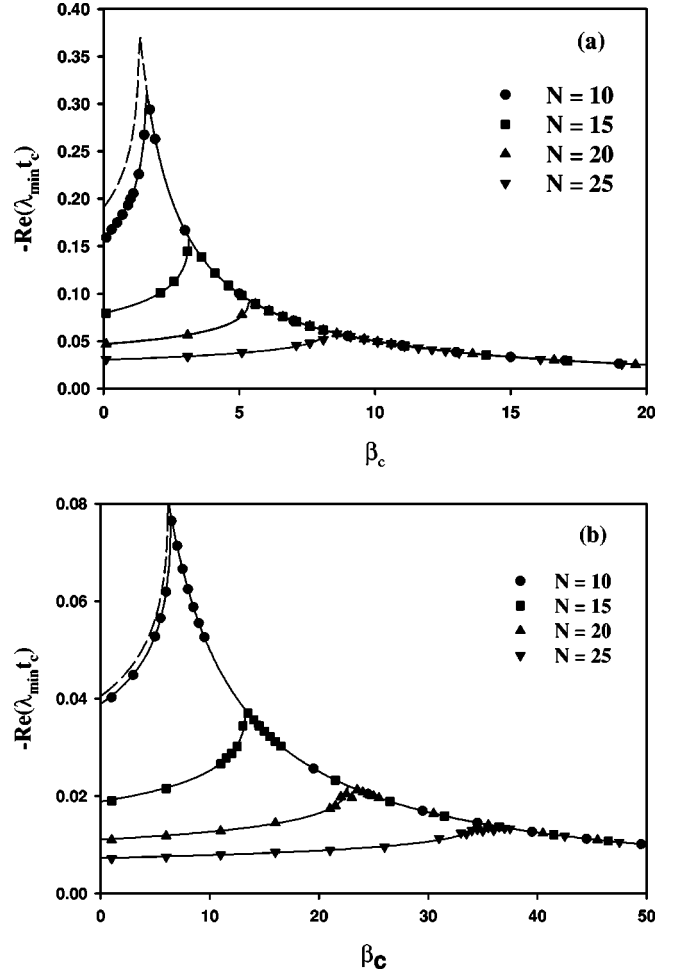 (a)
N = 10
N = 15
N = 20
N = 25
-Re(λmin tc)
0.40
0.35
0.30
0.25
0.20
0.15
0.10
0.05
0.00
0 5 10 15 20
βc
(b)
N = 10
N = 15
N = 20
N = 25
-Re(λmin tc)
0.08
0.06
0.04
0.02
0.00
0 10 20 30 40 50
βc